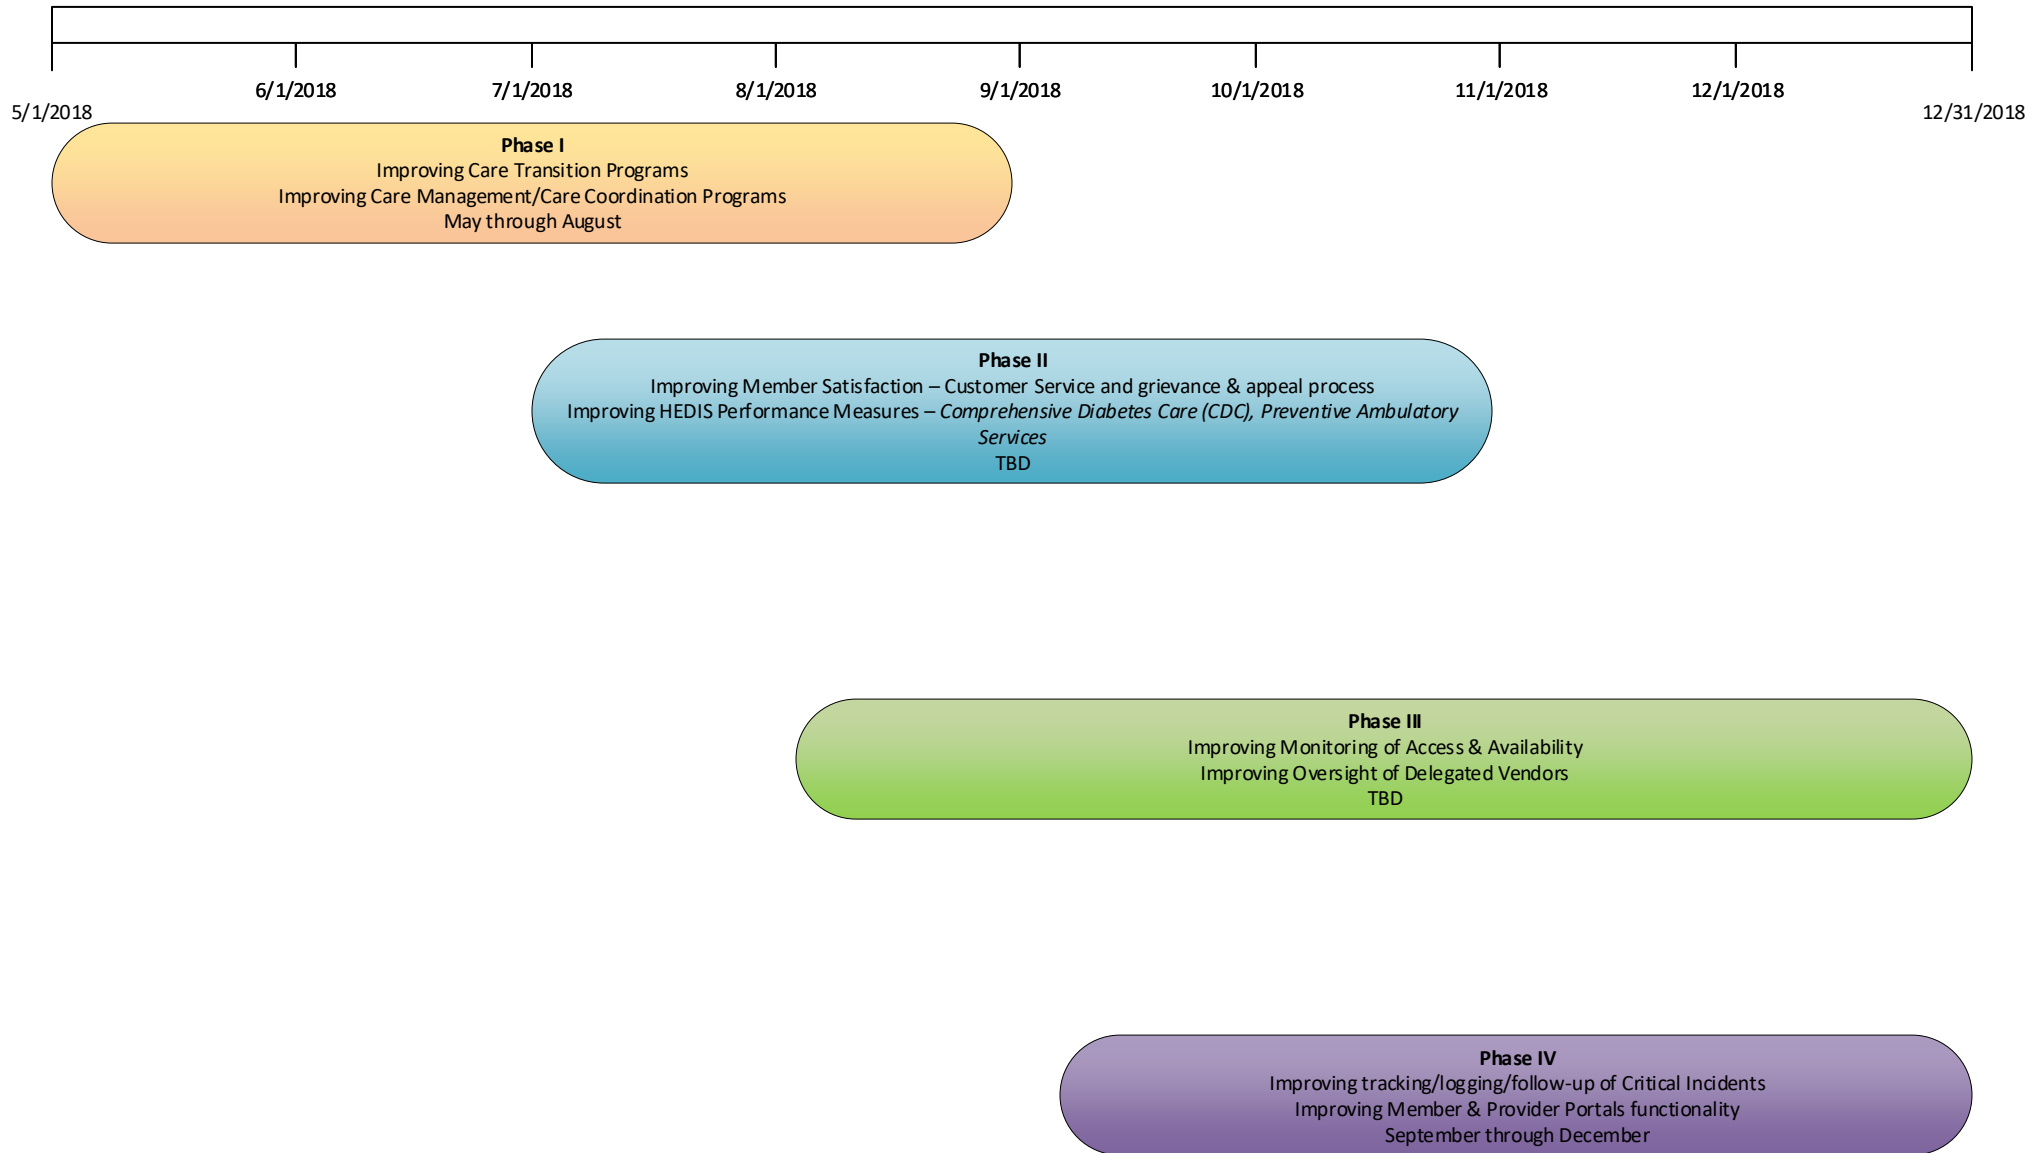 6/1/2018 7/1/2018 8/1/2018 9/1/2018 10/1/2018 11/1/2018 12/1/2018
5/1/2018 12/31/2018
Phase I
Improving Care Transition Programs
Improving Care Management/Care Coordination Programs
May through August
Phase II
Improving Member Satisfaction – Customer Service and grievance & appeal process
Improving HEDIS Performance Measures – Comprehensive Diabetes Care (CDC), Preventive Ambulatory
Services
TBD
Phase III
Improving Monitoring of Access & Availability
Improving Oversight of Delegated Vendors
TBD
Phase IV
Improving tracking/logging/follow-up of Critical Incidents
Improving Member & Provider Portals functionality
September through December